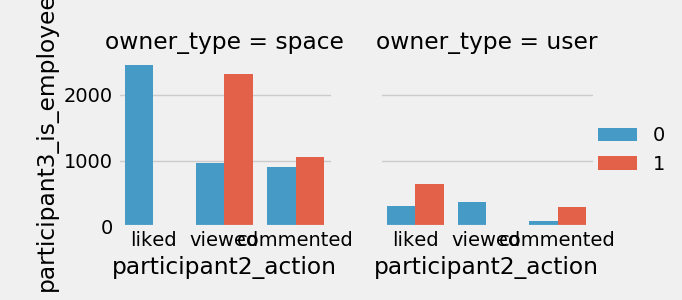 owner_type = space
owner_type = user
participant3_is_employee
2000
1000
0
liked
viewed
commented
liked
viewed
commented
participant2_action
participant2_action
0
1